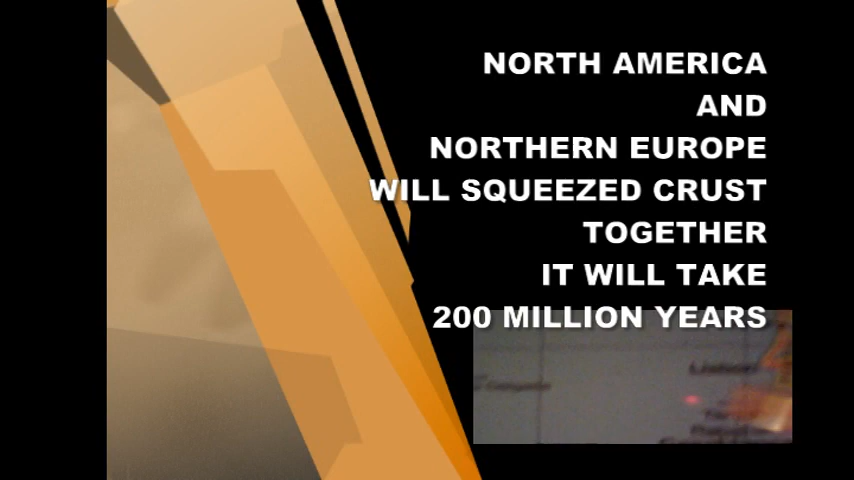 NORTH AMERICA
AND
NORTHERN EUROPE
WILL SQUEEZED CRUST
TOGETHER
IT WILL TAKE
200 MILLION YEARS